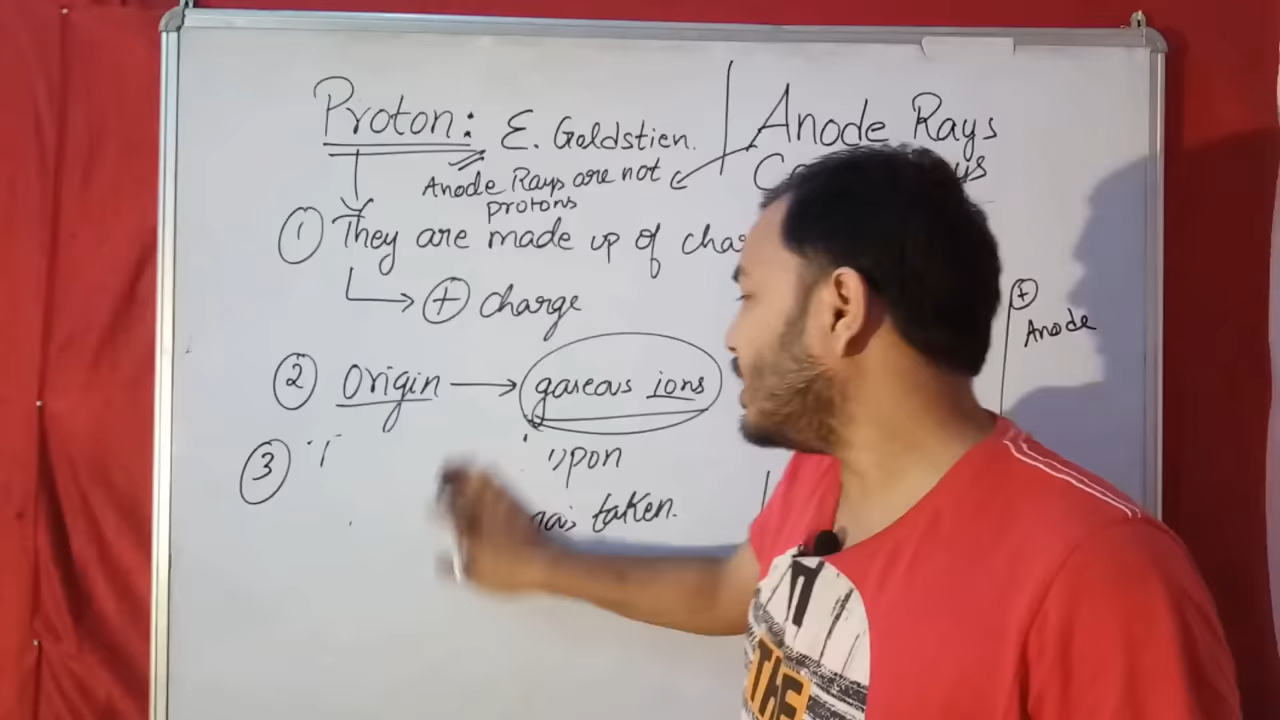 Proton: E. Goldstien.
Anode Rays
Anode Rays are not
protons
① They are made up of
⊕ charge
② Origin → gaseous ions
③
upon
taken.
⊕
Anode
THE